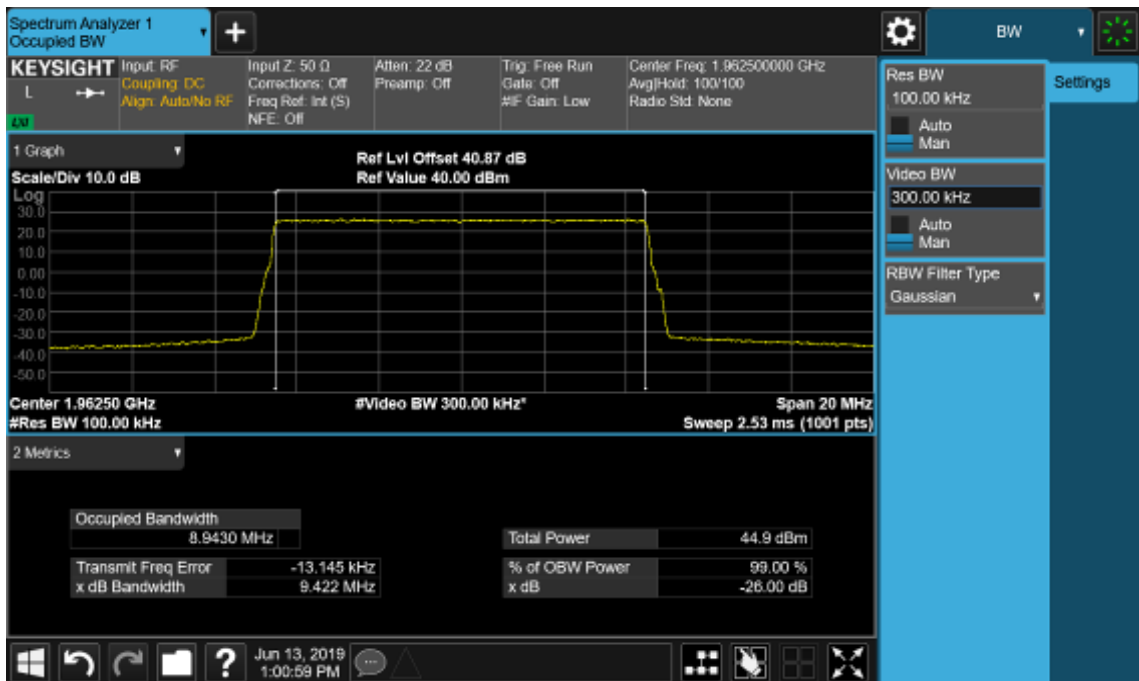 Spectrum Analyzer 1
Occupied BW
+
BW
KEYSIGHT
L
Input: RF
Coupling: DC
Align: Auto/No RF
Input Z: 50 Ω
Corrections: Off
Freq Ref: Int (S)
NFE: Off
Atten: 22 dB
Preamp: Off
Trig: Free Run
Gate: Off
#IF Gain: Low
Center Freq: 1.962500000 GHz
Avg|Hold: 100/100
Radio Std: None
Res BW
100.00 kHz
Auto
Man
Video BW
300.00 kHz
Auto
Man
RBW Filter Type
Gaussian
Settings
1 Graph
Scale/Div 10.0 dB
Ref Lvl Offset 40.87 dB
Ref Value 40.00 dBm
Log
30.0
20.0
10.0
0.00
-10.0
-20.0
-30.0
-40.0
-50.0
Center 1.96250 GHz
#Res BW 100.00 kHz
#Video BW 300.00 kHz*
Span 20 MHz
Sweep 2.53 ms (1001 pts)
2 Metrics
Occupied Bandwidth
8.9430 MHz
Transmit Freq Error -13.145 kHz
x dB Bandwidth 9.422 MHz
Total Power 44.9 dBm
% of OBW Power 99.00 %
x dB -26.00 dB
?
Jun 13, 2019
1:00:59 PM